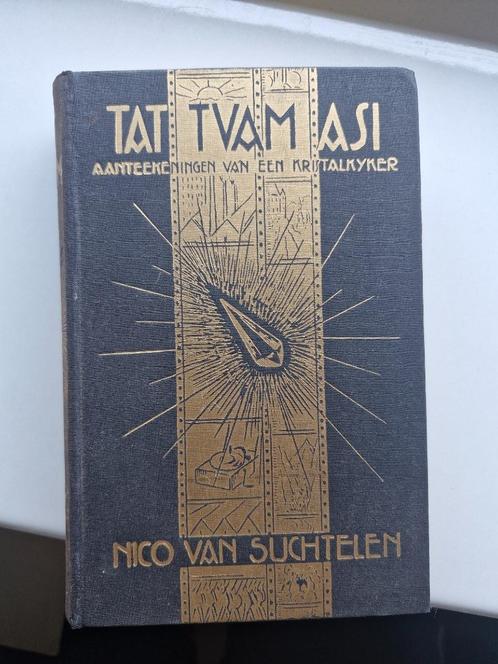 TAT TVAM ASI
AANTEEKENINGEN VAN EEN KRISTALKYKER
NICO VAN SUCHTELEN